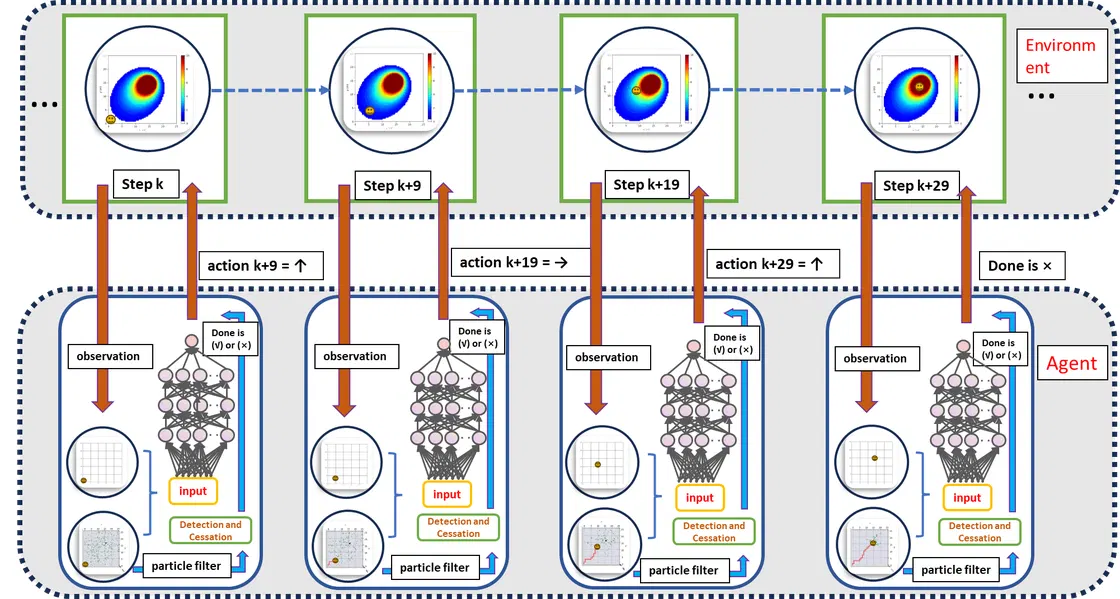 Environm
ent
...
...
Step k
Step k+9
Step k+19
Step k+29
action k+9 = ↑
action k+19 = →
action k+29 = ↑
Done is ×
Agent
observation
Done is
(√) or (×)
input
Detection and
Cessation
particle filter
observation
Done is
(√) or (×)
input
Detection and
Cessation
particle filter
observation
Done is
(√) or (×)
input
Detection and
Cessation
particle filter
observation
Done is
(√) or (×)
input
Detection and
Cessation
particle filter